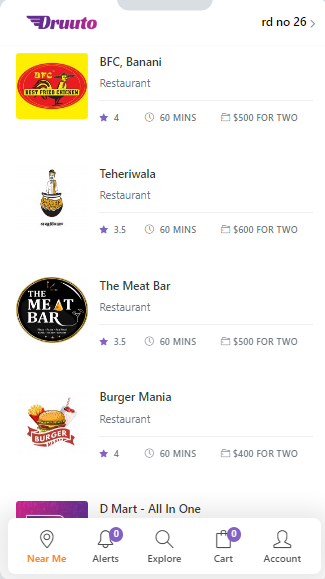 Druuto
rd no 26
BFC, Banani
Restaurant
BFC
BEST FRIED CHICKEN
4
60 MINS
$500 FOR TWO
Teheriwala
Restaurant
3.5
60 MINS
$600 FOR TWO
The Meat Bar
Restaurant
THE
MEAT
BAR
3.5
60 MINS
$500 FOR TWO
Burger Mania
Restaurant
BURGER
4
60 MINS
$400 FOR TWO
D Mart - All In One
0
0
Near Me
Alerts
Explore
Cart
Account